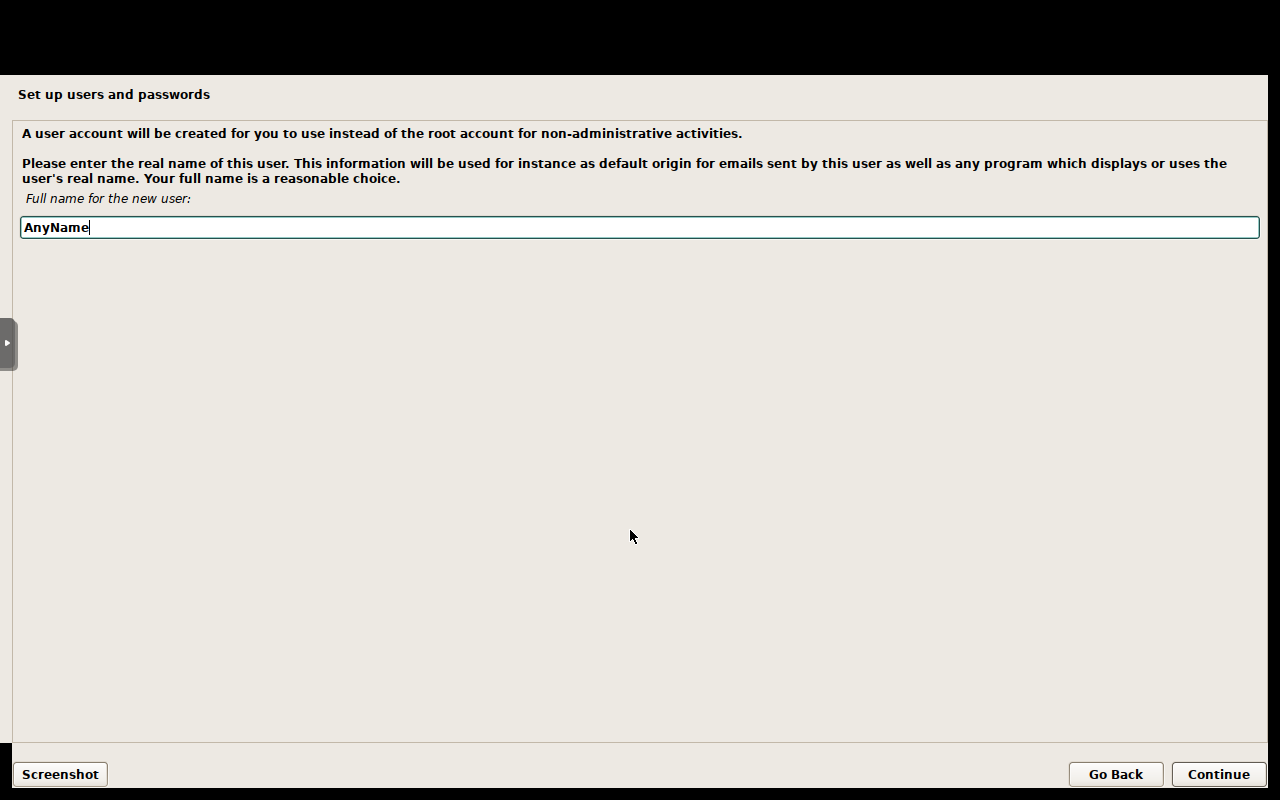 Set up users and passwords
A user account will be created for you to use instead of the root account for non-administrative activities.
Please enter the real name of this user. This information will be used for instance as default origin for emails sent by this user as well as any program which displays or uses the
user's real name. Your full name is a reasonable choice.
Full name for the new user:
AnyName
Screenshot
Go Back
Continue